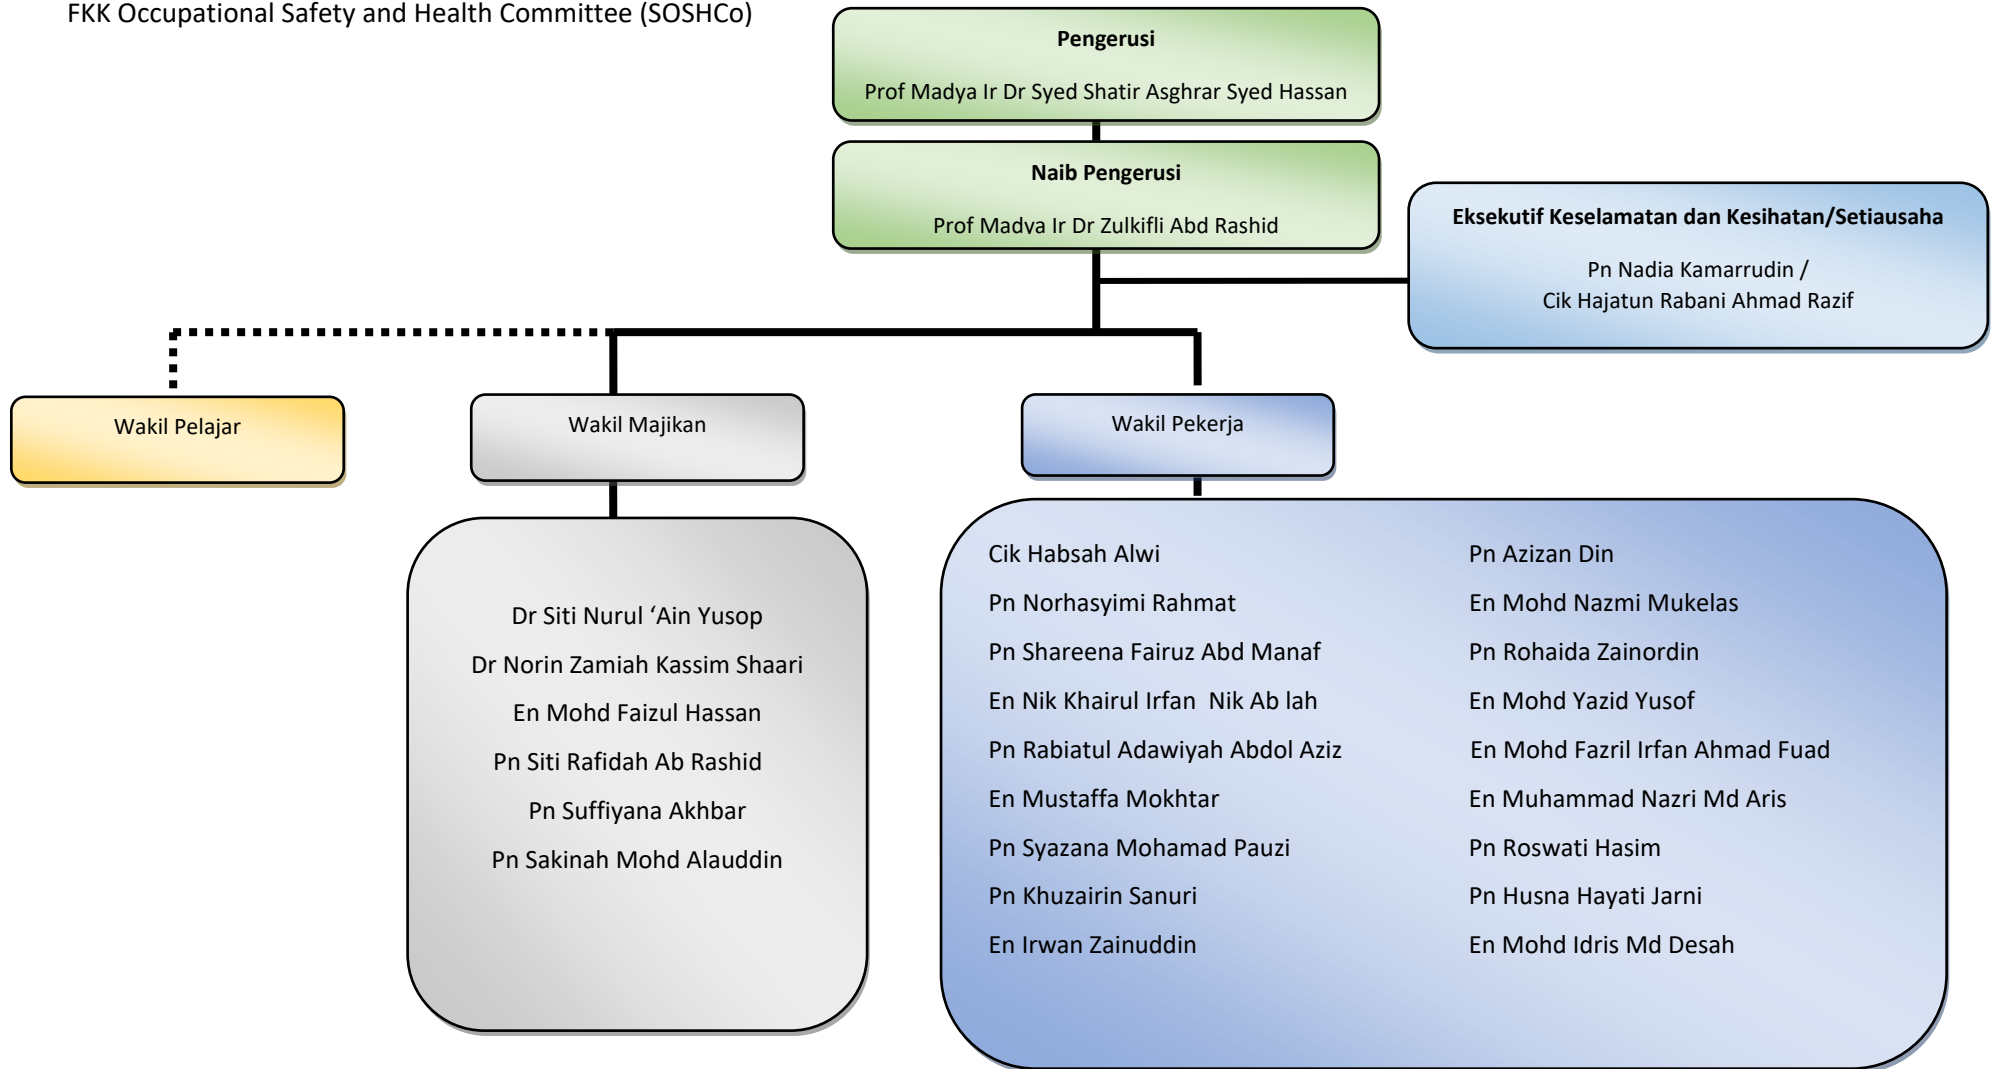 FKK Occupational Safety and Health Committee (SOSHCo)
Pengerusi
Prof Madya Ir Dr Syed Shatir Asghrar Syed Hassan
Naib Pengerusi
Prof Madya Ir Dr Zulkifli Abd Rashid
Eksekutif Keselamatan dan Kesihatan/Setiausaha
Pn Nadia Kamarrudin /
Cik Hajatun Rabani Ahmad Razif
Wakil Pelajar
Wakil Majikan
Wakil Pekerja
Dr Siti Nurul ‘Ain Yusop
Dr Norin Zamiah Kassim Shaari
En Mohd Faizul Hassan
Pn Siti Rafidah Ab Rashid
Pn Suffiyana Akhbar
Pn Sakinah Mohd Alauddin
Cik Habsah Alwi
Pn Norhasyimi Rahmat
Pn Shareena Fairuz Abd Manaf
En Nik Khairul Irfan  Nik Ab lah
Pn Rabiatul Adawiyah Abdol Aziz
En Mustaffa Mokhtar
Pn Syazana Mohamad Pauzi
Pn Khuzairin Sanuri
En Irwan Zainuddin
Pn Azizan Din
En Mohd Nazmi Mukelas
Pn Rohaida Zainordin
En Mohd Yazid Yusof
En Mohd Fazril Irfan Ahmad Fuad
En Muhammad Nazri Md Aris
Pn Roswati Hasim
Pn Husna Hayati Jarni
En Mohd Idris Md Desah